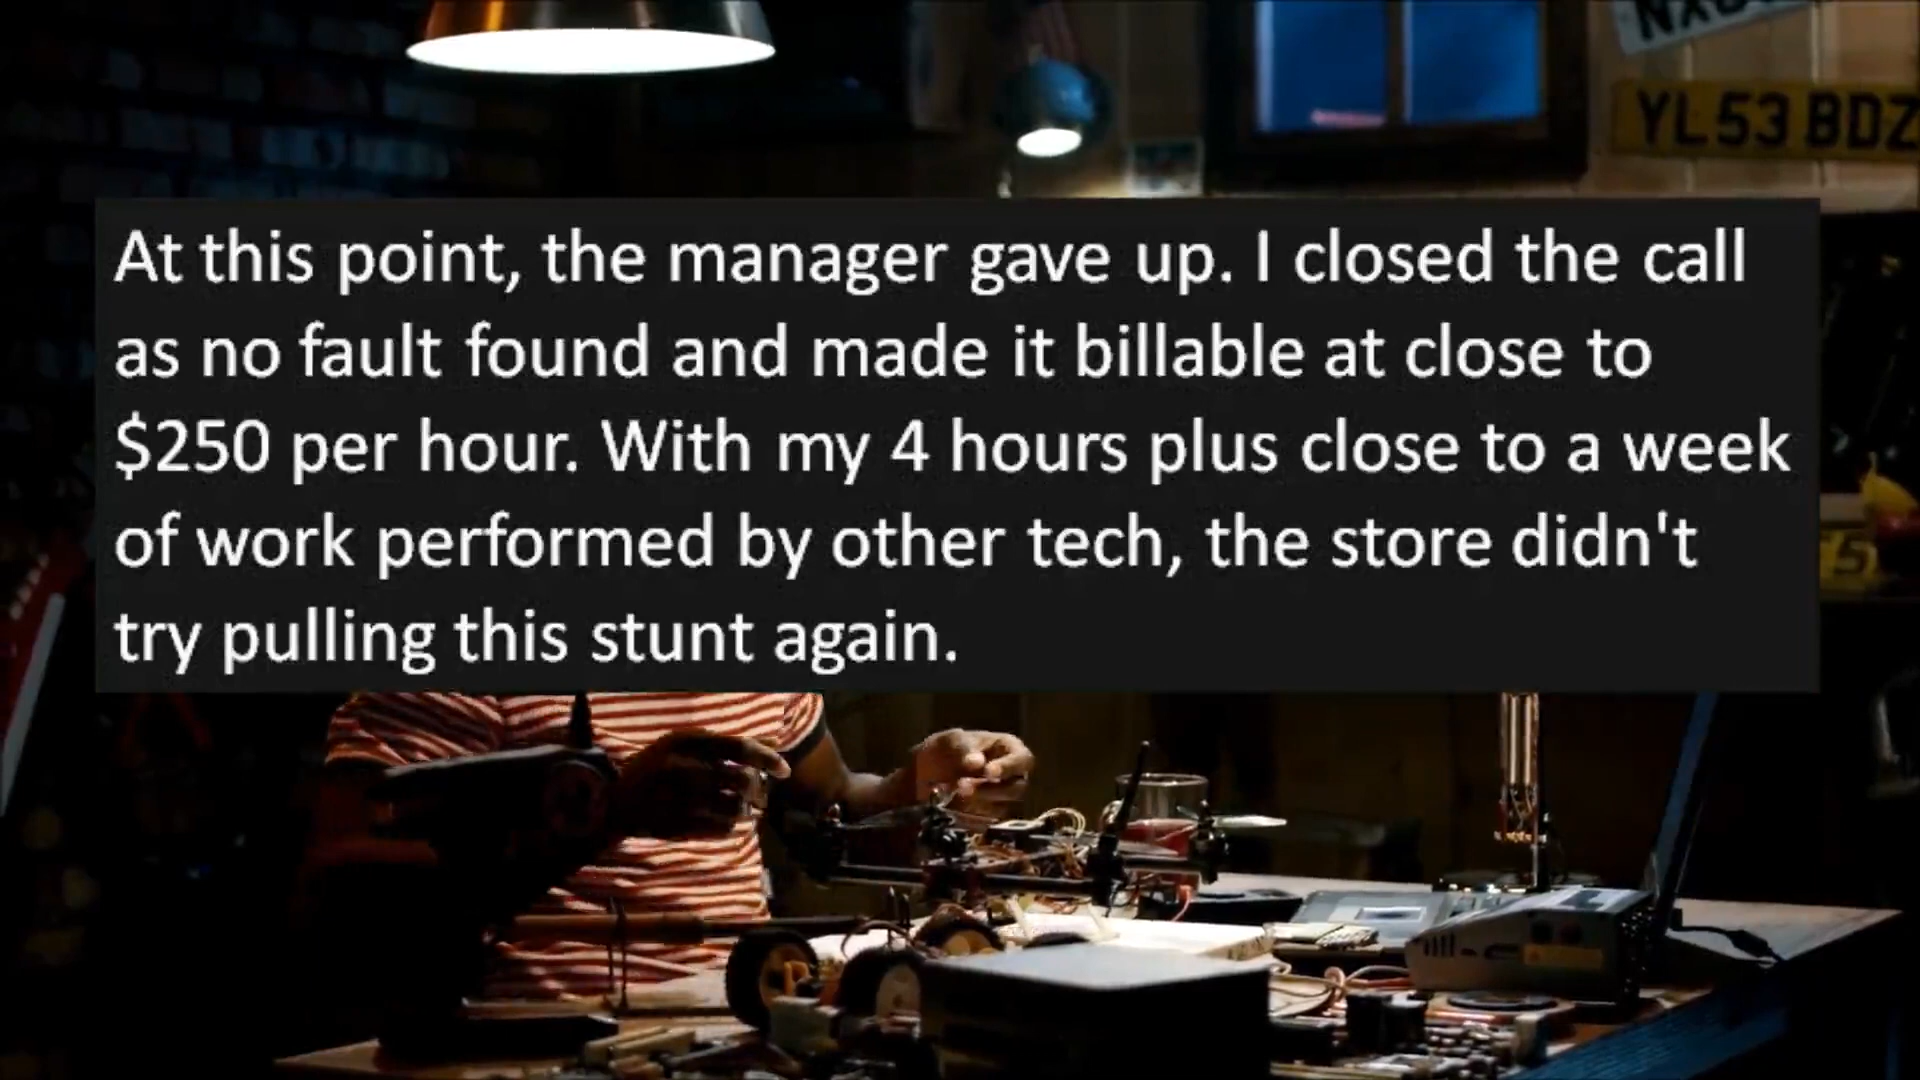 YL53 BDZ
At this point, the manager gave up. I closed the call
as no fault found and made it billable at close to
$250 per hour. With my 4 hours plus close to a week
of work performed by other tech, the store didn't
try pulling this stunt again.